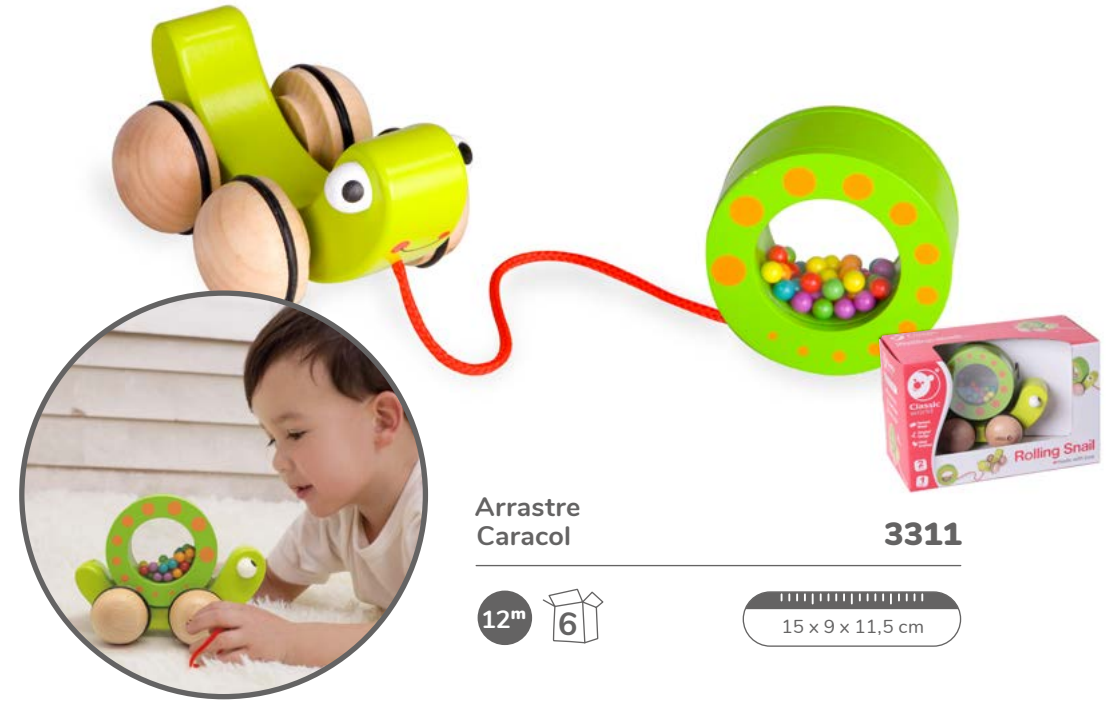 Classic
Rolling Snail
Arrastre
Caracol
3311
12m
6
15 x 9 x 11,5 cm